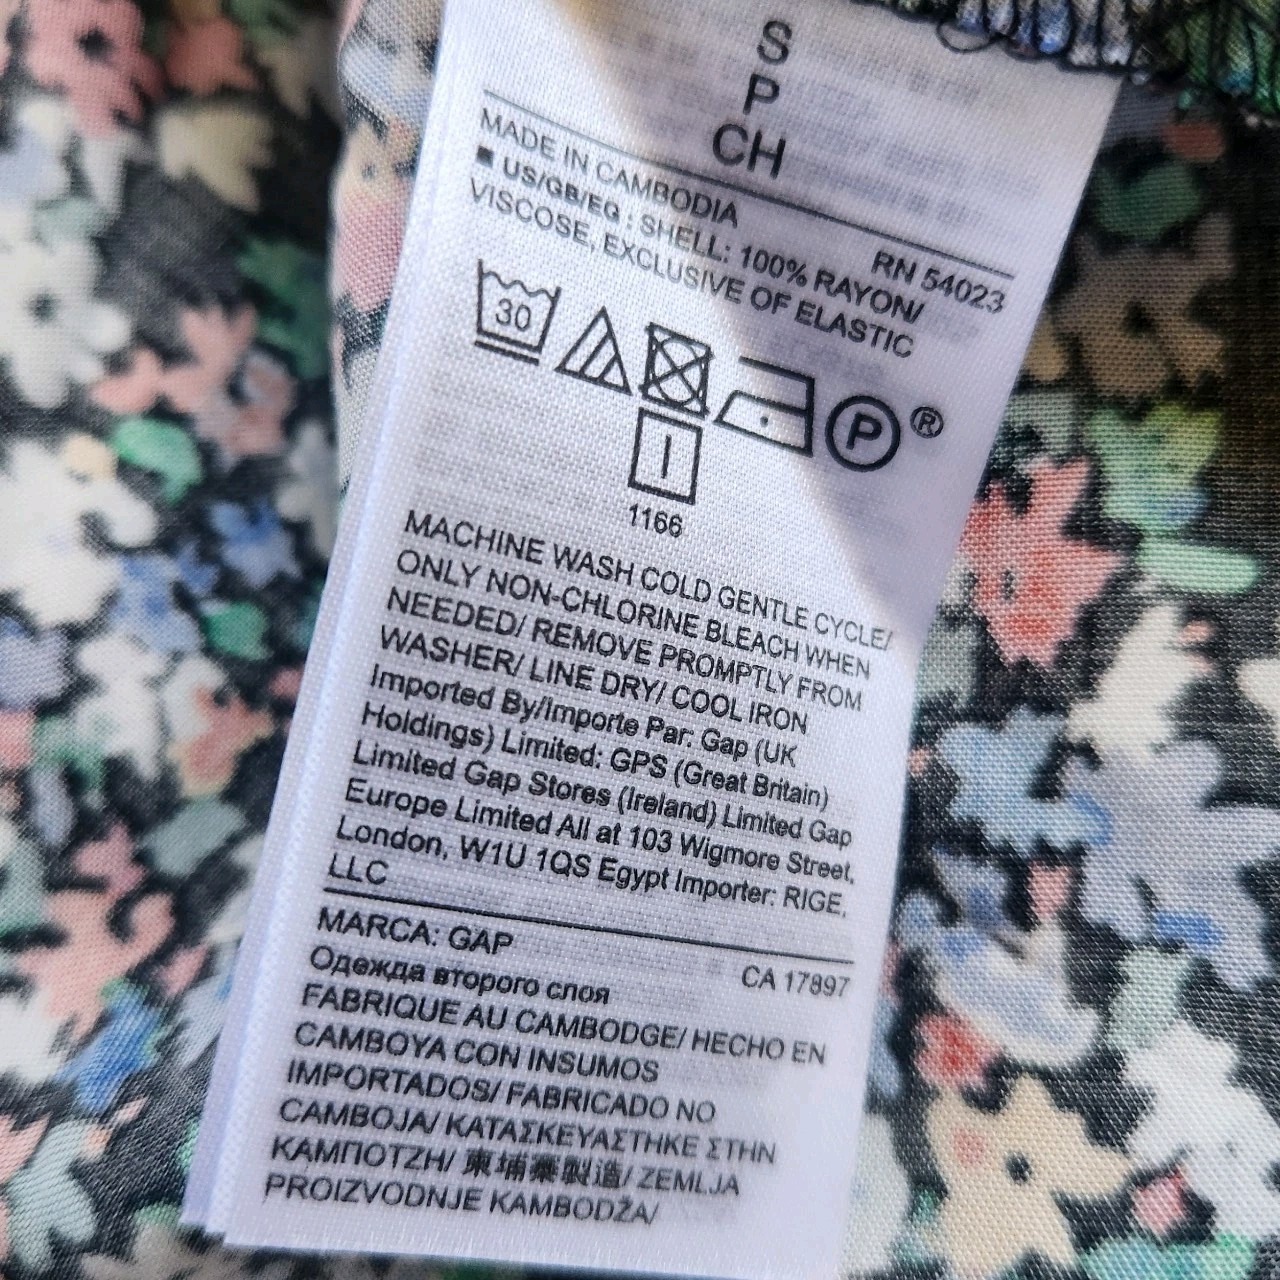 S
P
CH
MADE IN CAMBODIA
RN 54023
■ US/GB/EQ : SHELL: 100% RAYON/
VISCOSE, EXCLUSIVE OF ELASTIC
30
P ®
1166
MACHINE WASH COLD GENTLE CYCLE/
ONLY NON-CHLORINE BLEACH WHEN
NEEDED/ REMOVE PROMPTLY FROM
WASHER/ LINE DRY/ COOL IRON
Imported By/Importe Par: Gap (UK
Holdings) Limited: GPS (Great Britain)
Limited Gap Stores (Ireland) Limited Gap
Europe Limited All at 103 Wigmore Street,
London, W1U 1QS Egypt Importer: RIGE,
LLC
CA 17897
MARCA: GAP
Одежда второго слоя
FABRIQUE AU CAMBODGE/ HECHO EN
CAMBOYA CON INSUMOS
IMPORTADOS/ FABRICADO NO
CAMBOJA/ ΚΑΤΑΣΚΕΥΑΣΤΗΚΕ ΣΤΗΝ
ΚΑΜΠΟΤΖΗ/ 柬埔寨製造/ ZEMLJA
PROIZVODNJE KAMBODŽA/